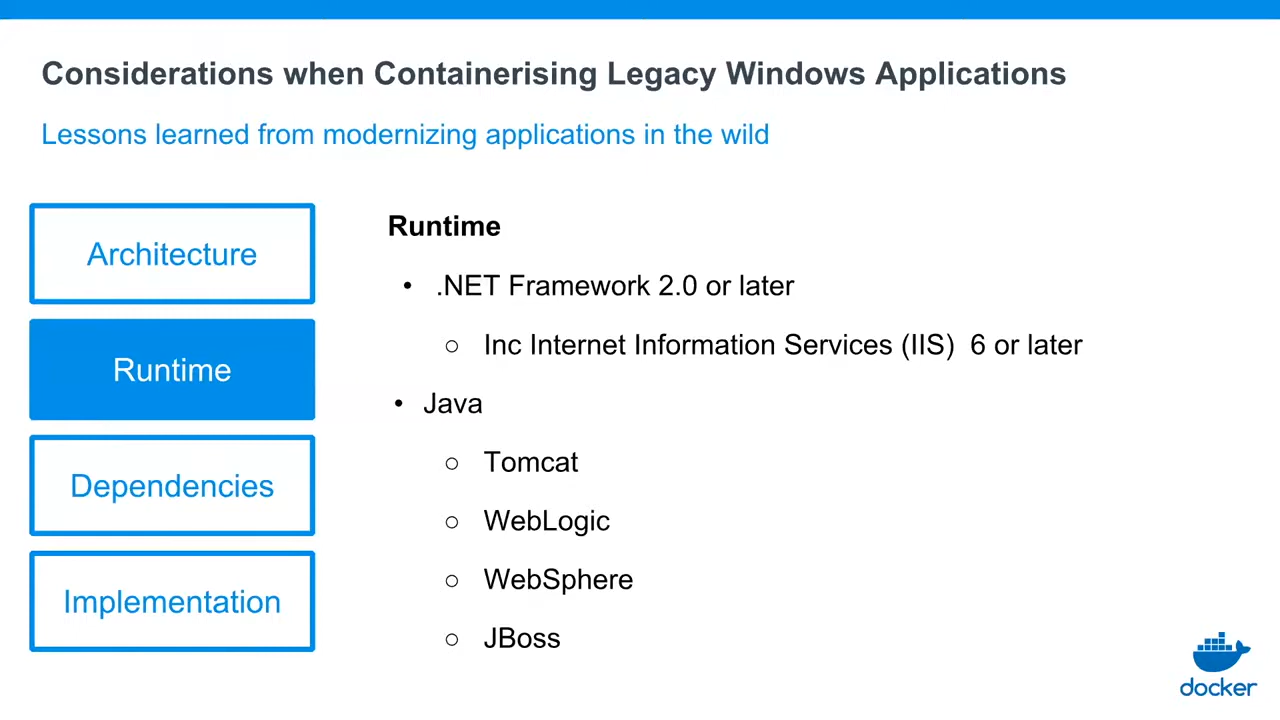 Considerations when Containerising Legacy Windows Applications
Lessons learned from modernizing applications in the wild
Architecture
Runtime
Dependencies
Implementation
Runtime
• .NET Framework 2.0 or later
○ Inc Internet Information Services (IIS)  6 or later
• Java
○ Tomcat
○ WebLogic
○ WebSphere
○ JBoss
docker